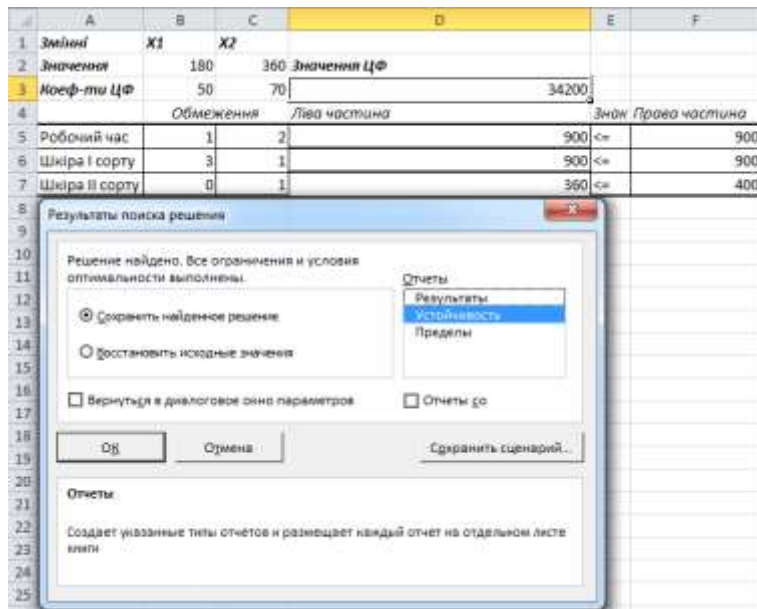 A B C D E F
1 Змінні X1 X2
2 Значення 180 360 Значення ЦФ
3 Коеф-ти ЦФ 50 70 34200
4 Обмеження Ліва частина Знак Право частина
5 Робочий час 1 2 900 <= 900
6 Шкіра I сорту 3 1 900 <= 900
7 Шкіра II сорту 0 1 360 <= 400
8
Результаты поиска решения
9
10
Решение найдено. Все ограничения и условия
11
оптимальности выполнены.
Отчеты
12
Результаты
13
Сохранить найденное решение
Устойчивость
14
Пределы
15
Восстановить исходные значения
16
17
Вернуться в диалоговое окно параметров
Отчеты со
18
19
ОК Отмена Сохранить сценарий...
20
21
Отчеты
22
23
Создает указанные типы отчетов и размещает каждый отчет на отдельном листе
книги
24
25